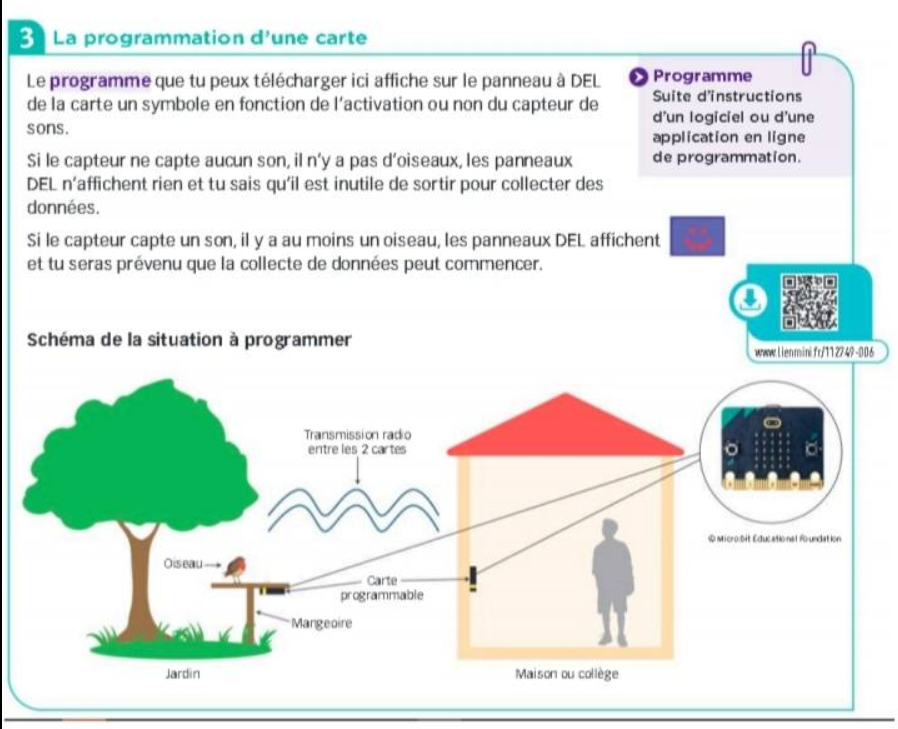 3 La programmation d'une carte
Le programme que tu peux télécharger ici affiche sur le panneau à DEL
de la carte un symbole en fonction de l'activation ou non du capteur de
sons.
Si le capteur ne capte aucun son, il n'y a pas d'oiseaux, les panneaux
DEL n'affichent rien et tu sais qu'il est inutile de sortir pour collecter des
données.
Si le capteur capte un son, il y a au moins un oiseau, les panneaux DEL affichent
et tu seras prévenu que la collecte de données peut commencer.
Programme
Suite d'instructions
d'un logiciel ou d'une
application en ligne
de programmation.
www.lienmini.fr/112749-006
Schéma de la situation à programmer
Transmission radio
entre les 2 cartes
Oiseau
Carte
programmable
Mangeoire
Jardin
Maison ou collège
© Micro:bit Educational Foundation